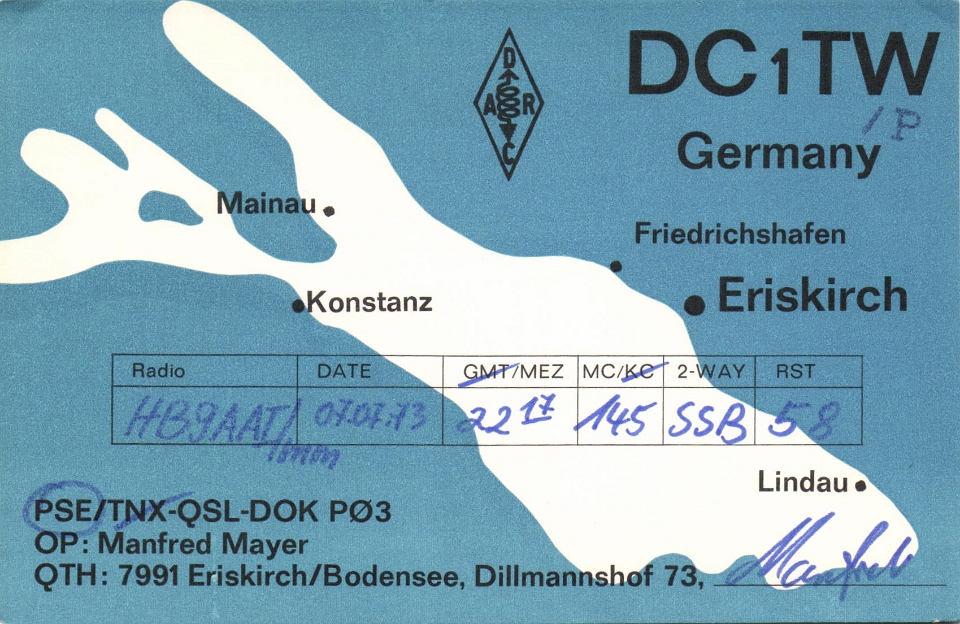 DC1TW
/P
Germany
D
A R
C
Mainau
Friedrichshafen
Konstanz
Eriskirch
Radio DATE GMT/MEZ MC/KC 2-WAY RST
HB9AAT/ 07.07.73 22 17 145 SSB 58
/mm
Lindau
PSE/TNX-QSL-DOK PØ3
OP: Manfred Mayer
QTH: 7991 Eriskirch/Bodensee, Dillmannshof 73, Manfred